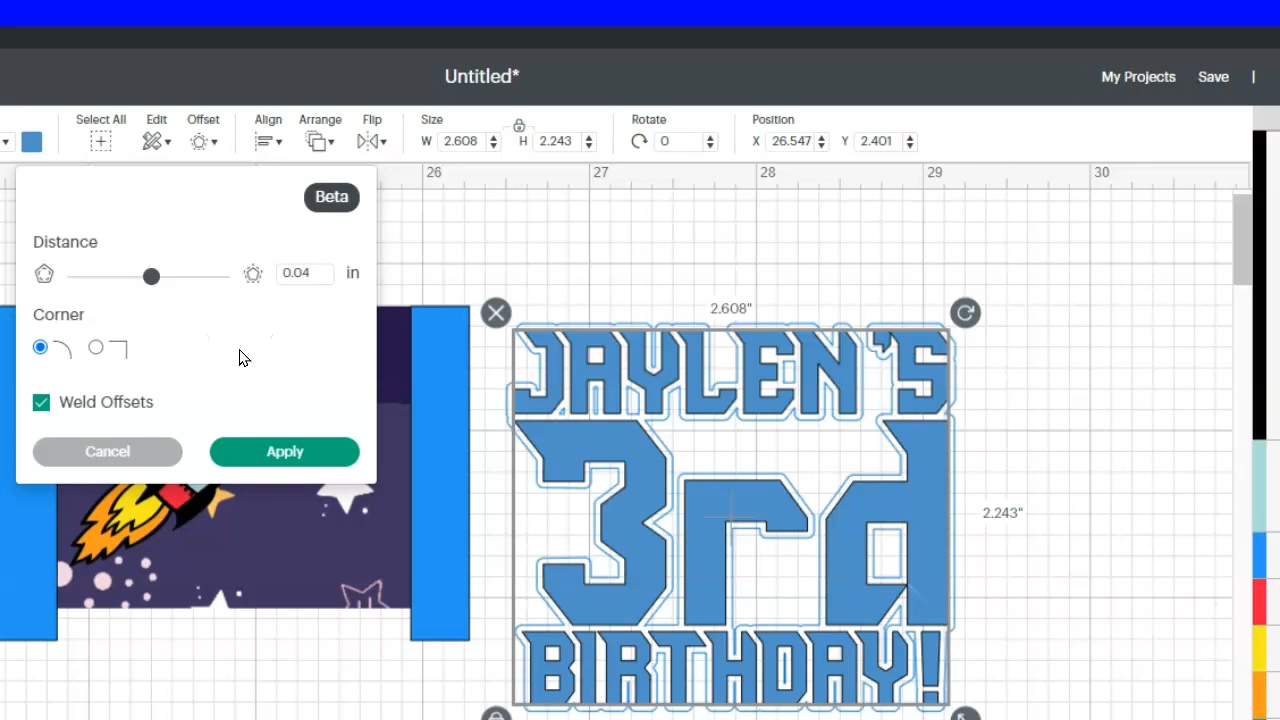 Untitled*
My Projects
Save
|
Select All
Edit
Offset
Align
Arrange
Flip
Size
Rotate
Position
W 2.608
H 2.243
0
X 26.547
Y 2.401
26
27
28
29
30
Beta
Distance
0.04 in
Corner
Weld Offsets
Cancel
Apply
2.608"
JAYLEN'S
3rd
BIRTHDAY!
2.243"